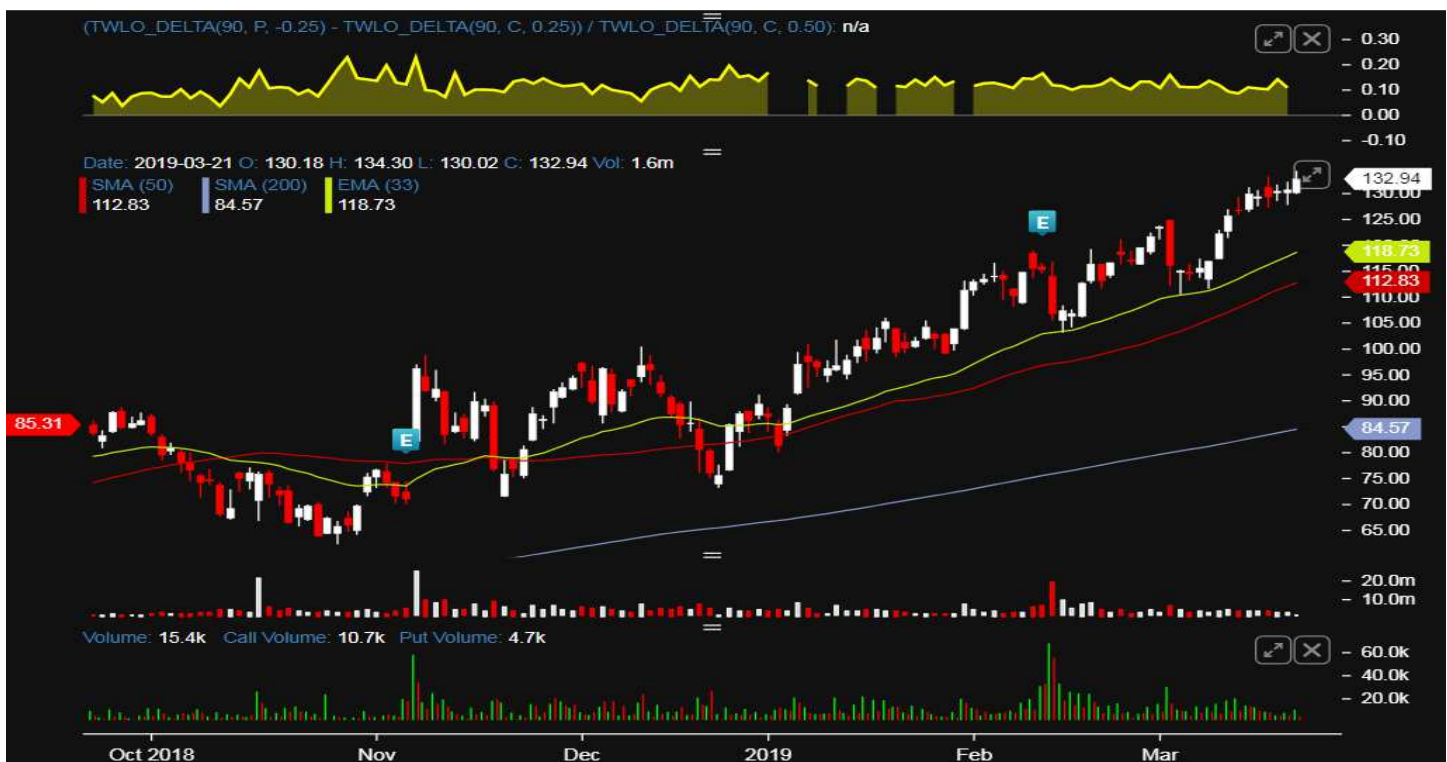 (TWLO_DELTA(90, P, -0.25) - TWLO_DELTA(90, C, 0.25)) / TWLO_DELTA(90, C, 0.50): n/a
- 0.30
- 0.20
- 0.10
- 0.00
- -0.10
Date: 2019-03-21 O: 130.18 H: 134.30 L: 130.02 C: 132.94 Vol: 1.6m
SMA (50) SMA (200) EMA (33)
112.83 84.57 118.73
132.94
130.00
125.00
E
118.73
115.00
112.83
110.00
105.00
100.00
95.00
90.00
85.31
84.57
E
80.00
75.00
70.00
65.00
20.0m
10.0m
Volume: 15.4k Call Volume: 10.7k Put Volume: 4.7k
60.0k
40.0k
20.0k
Oct 2018 Nov Dec 2019 Feb Mar